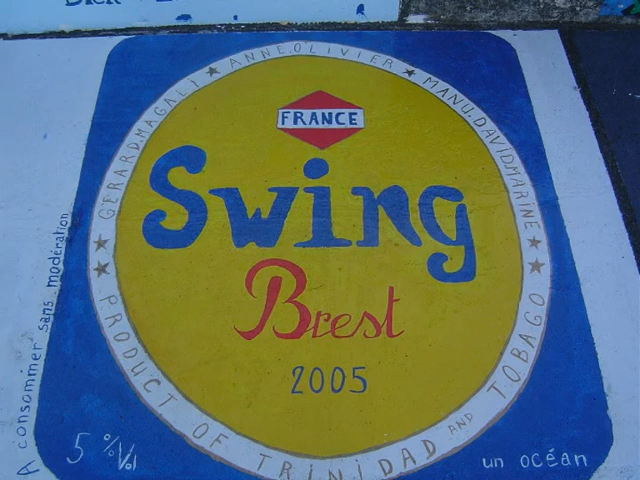 GERARD.MAGALI ★ ANNE.OLIVIER ★ MANU.DAVID.MARINE
FRANCE
Swing
Brest
2005
★ PRODUCT OF TRINIDAD AND TOBAGO ★
A consommer sans modération
5 % Vol
un océan